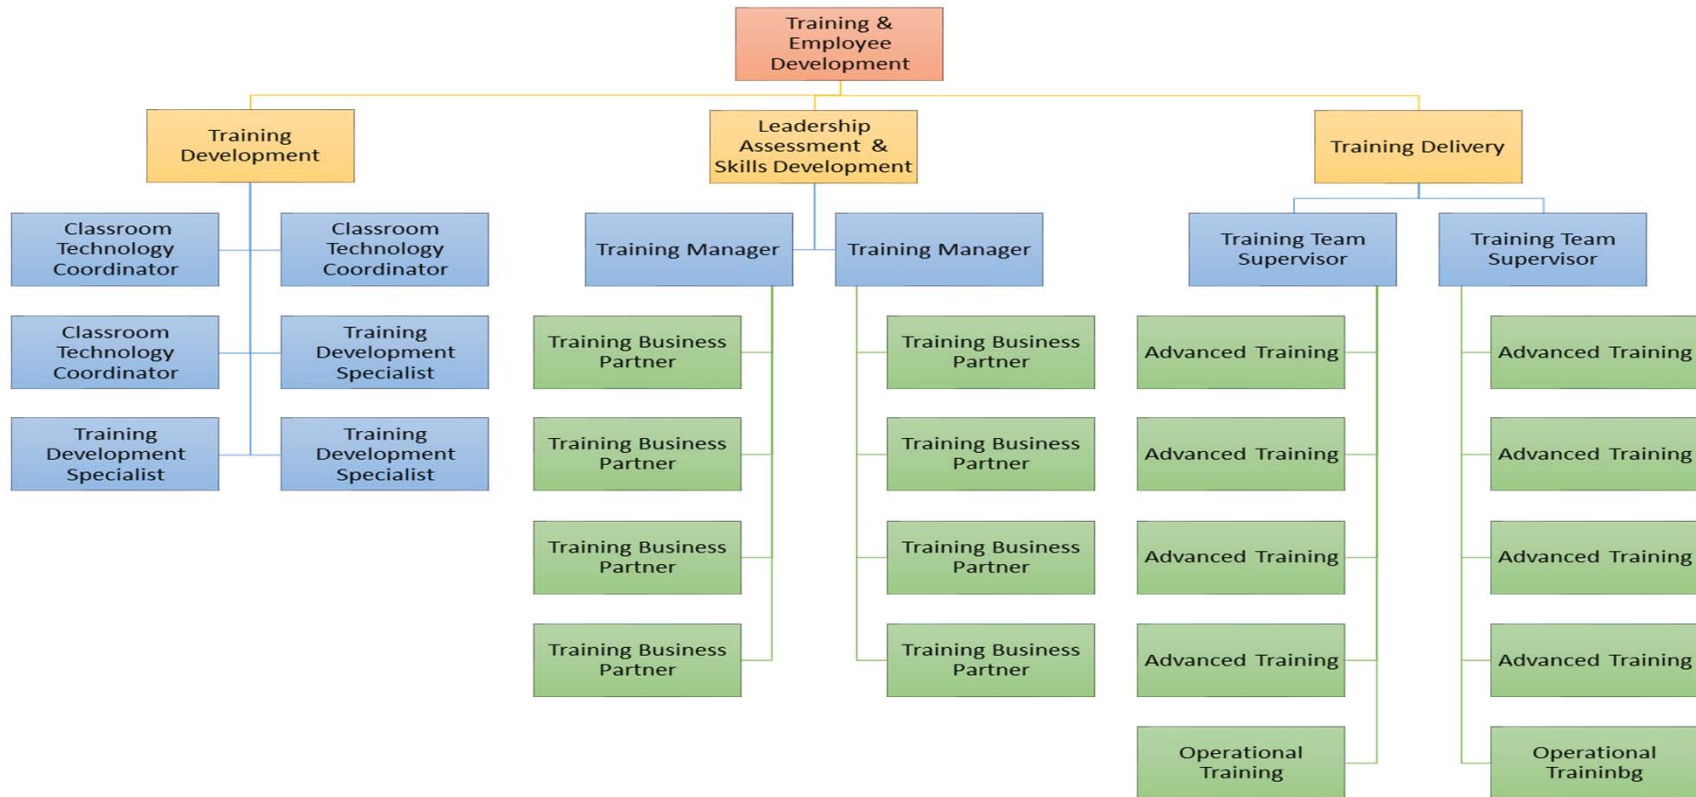 Training &
Employee
Development
Training
Development
Leadership
Assessment &
Skills Development
Training Delivery
Classroom
Technology
Coordinator
Classroom
Technology
Coordinator
Training Manager
Training Manager
Training Team
Supervisor
Training Team
Supervisor
Classroom
Technology
Coordinator
Training
Development
Specialist
Training Business
Partner
Training Business
Partner
Advanced Training
Advanced Training
Training
Development
Specialist
Training
Development
Specialist
Training Business
Partner
Training Business
Partner
Advanced Training
Advanced Training
Training Business
Partner
Training Business
Partner
Advanced Training
Advanced Training
Training Business
Partner
Training Business
Partner
Advanced Training
Advanced Training
Operational
Training
Operational
Traininbg